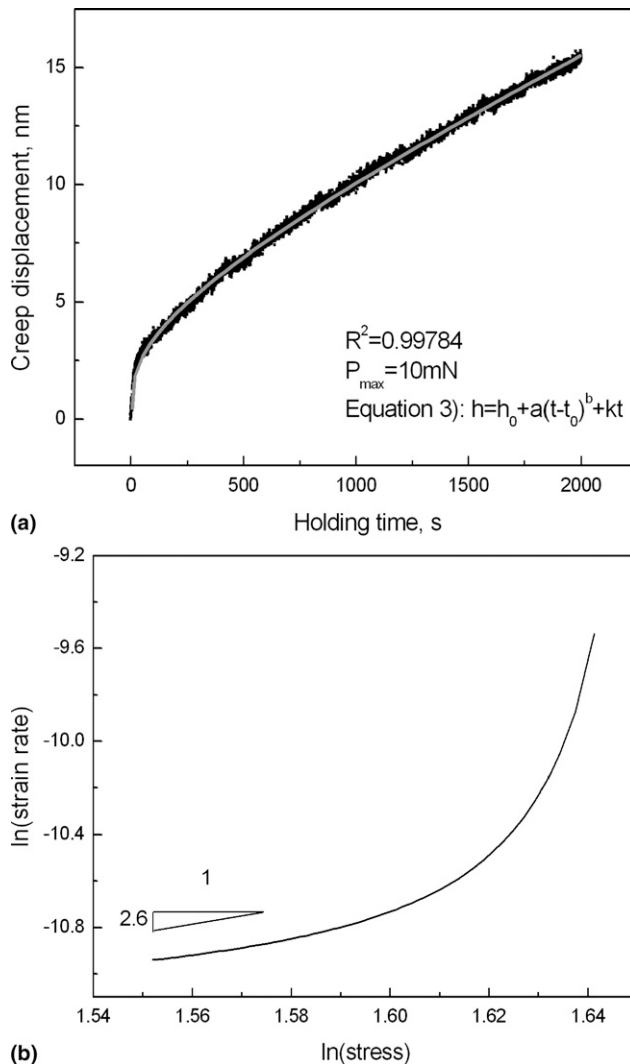 Creep displacement, nm
15
10
5
0
R²=0.99784
Pmax=10mN
Equation 3): h=h₀+a(t-t₀)ᵇ+kt
0 500 1000 1500 2000
(a)
Holding time, s
ln(strain rate)
-9.2
-9.6
-10.0
-10.4
1
2.6
-10.8
1.54 1.56 1.58 1.60 1.62 1.64
(b)
ln(stress)